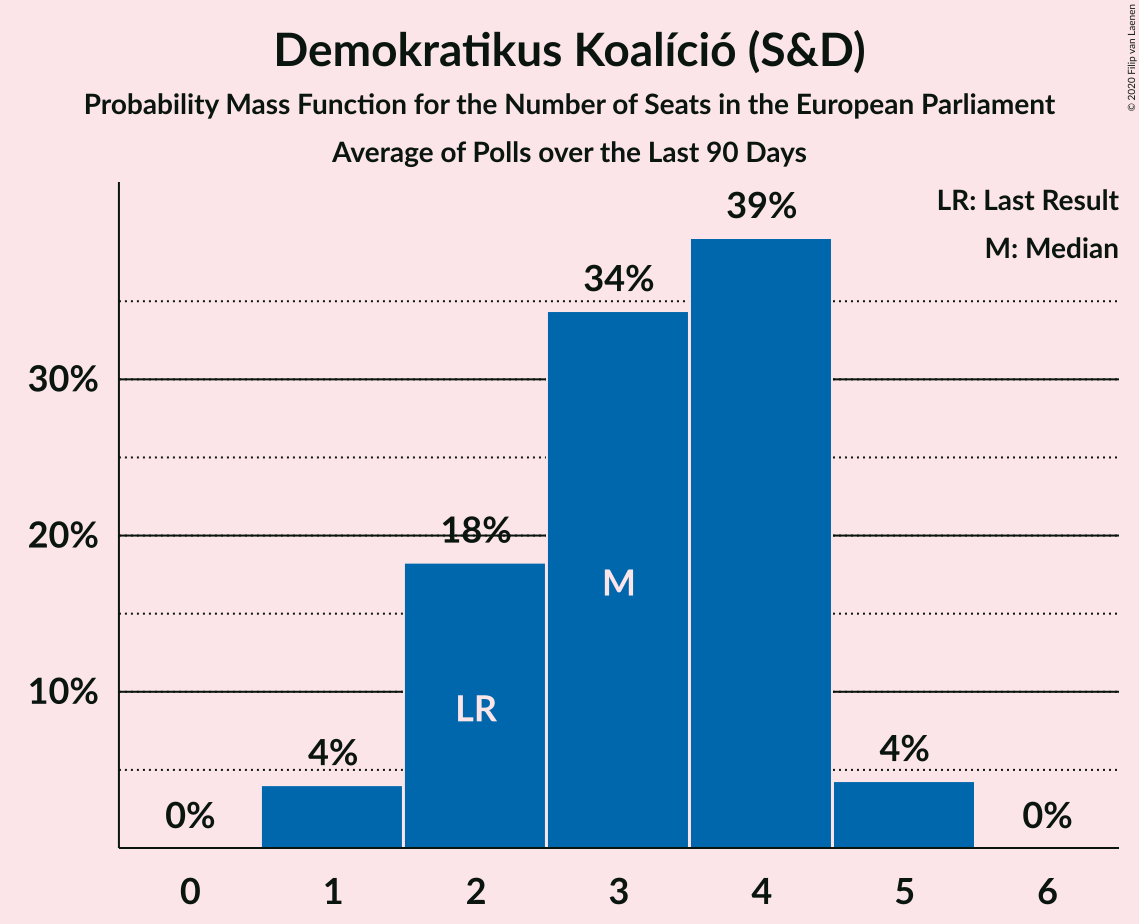 Demokratikus Koalíció (S&D)
Probability Mass Function for the Number of Seats in the European Parliament
Average of Polls over the Last 90 Days
© 2020 Filip van Laenen
LR: Last Result
M: Median
39%
34%
30%
18%
20%
M
10%
LR
4%
4%
0%
0%
0 1 2 3 4 5 6